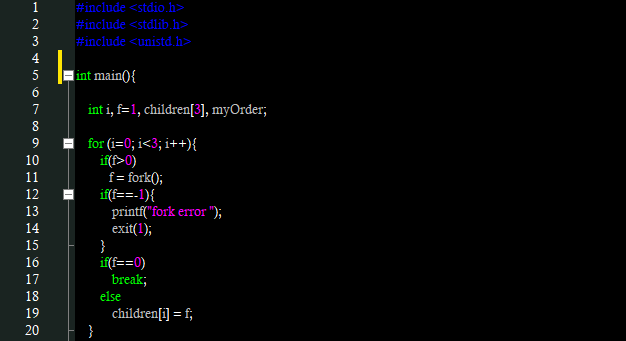 1 #include <stdio.h>
2 #include <stdlib.h>
3 #include <unistd.h>
4
5 int main(){
6
7 int i, f=1, children[3], myOrder;
8
9 for (i=0; i<3; i++){
10 if(f>0)
11 f = fork();
12 if(f==-1){
13 printf("fork error ");
14 exit(1);
15 }
16 if(f==0)
17 break;
18 else
19 children[i] = f;
20 }